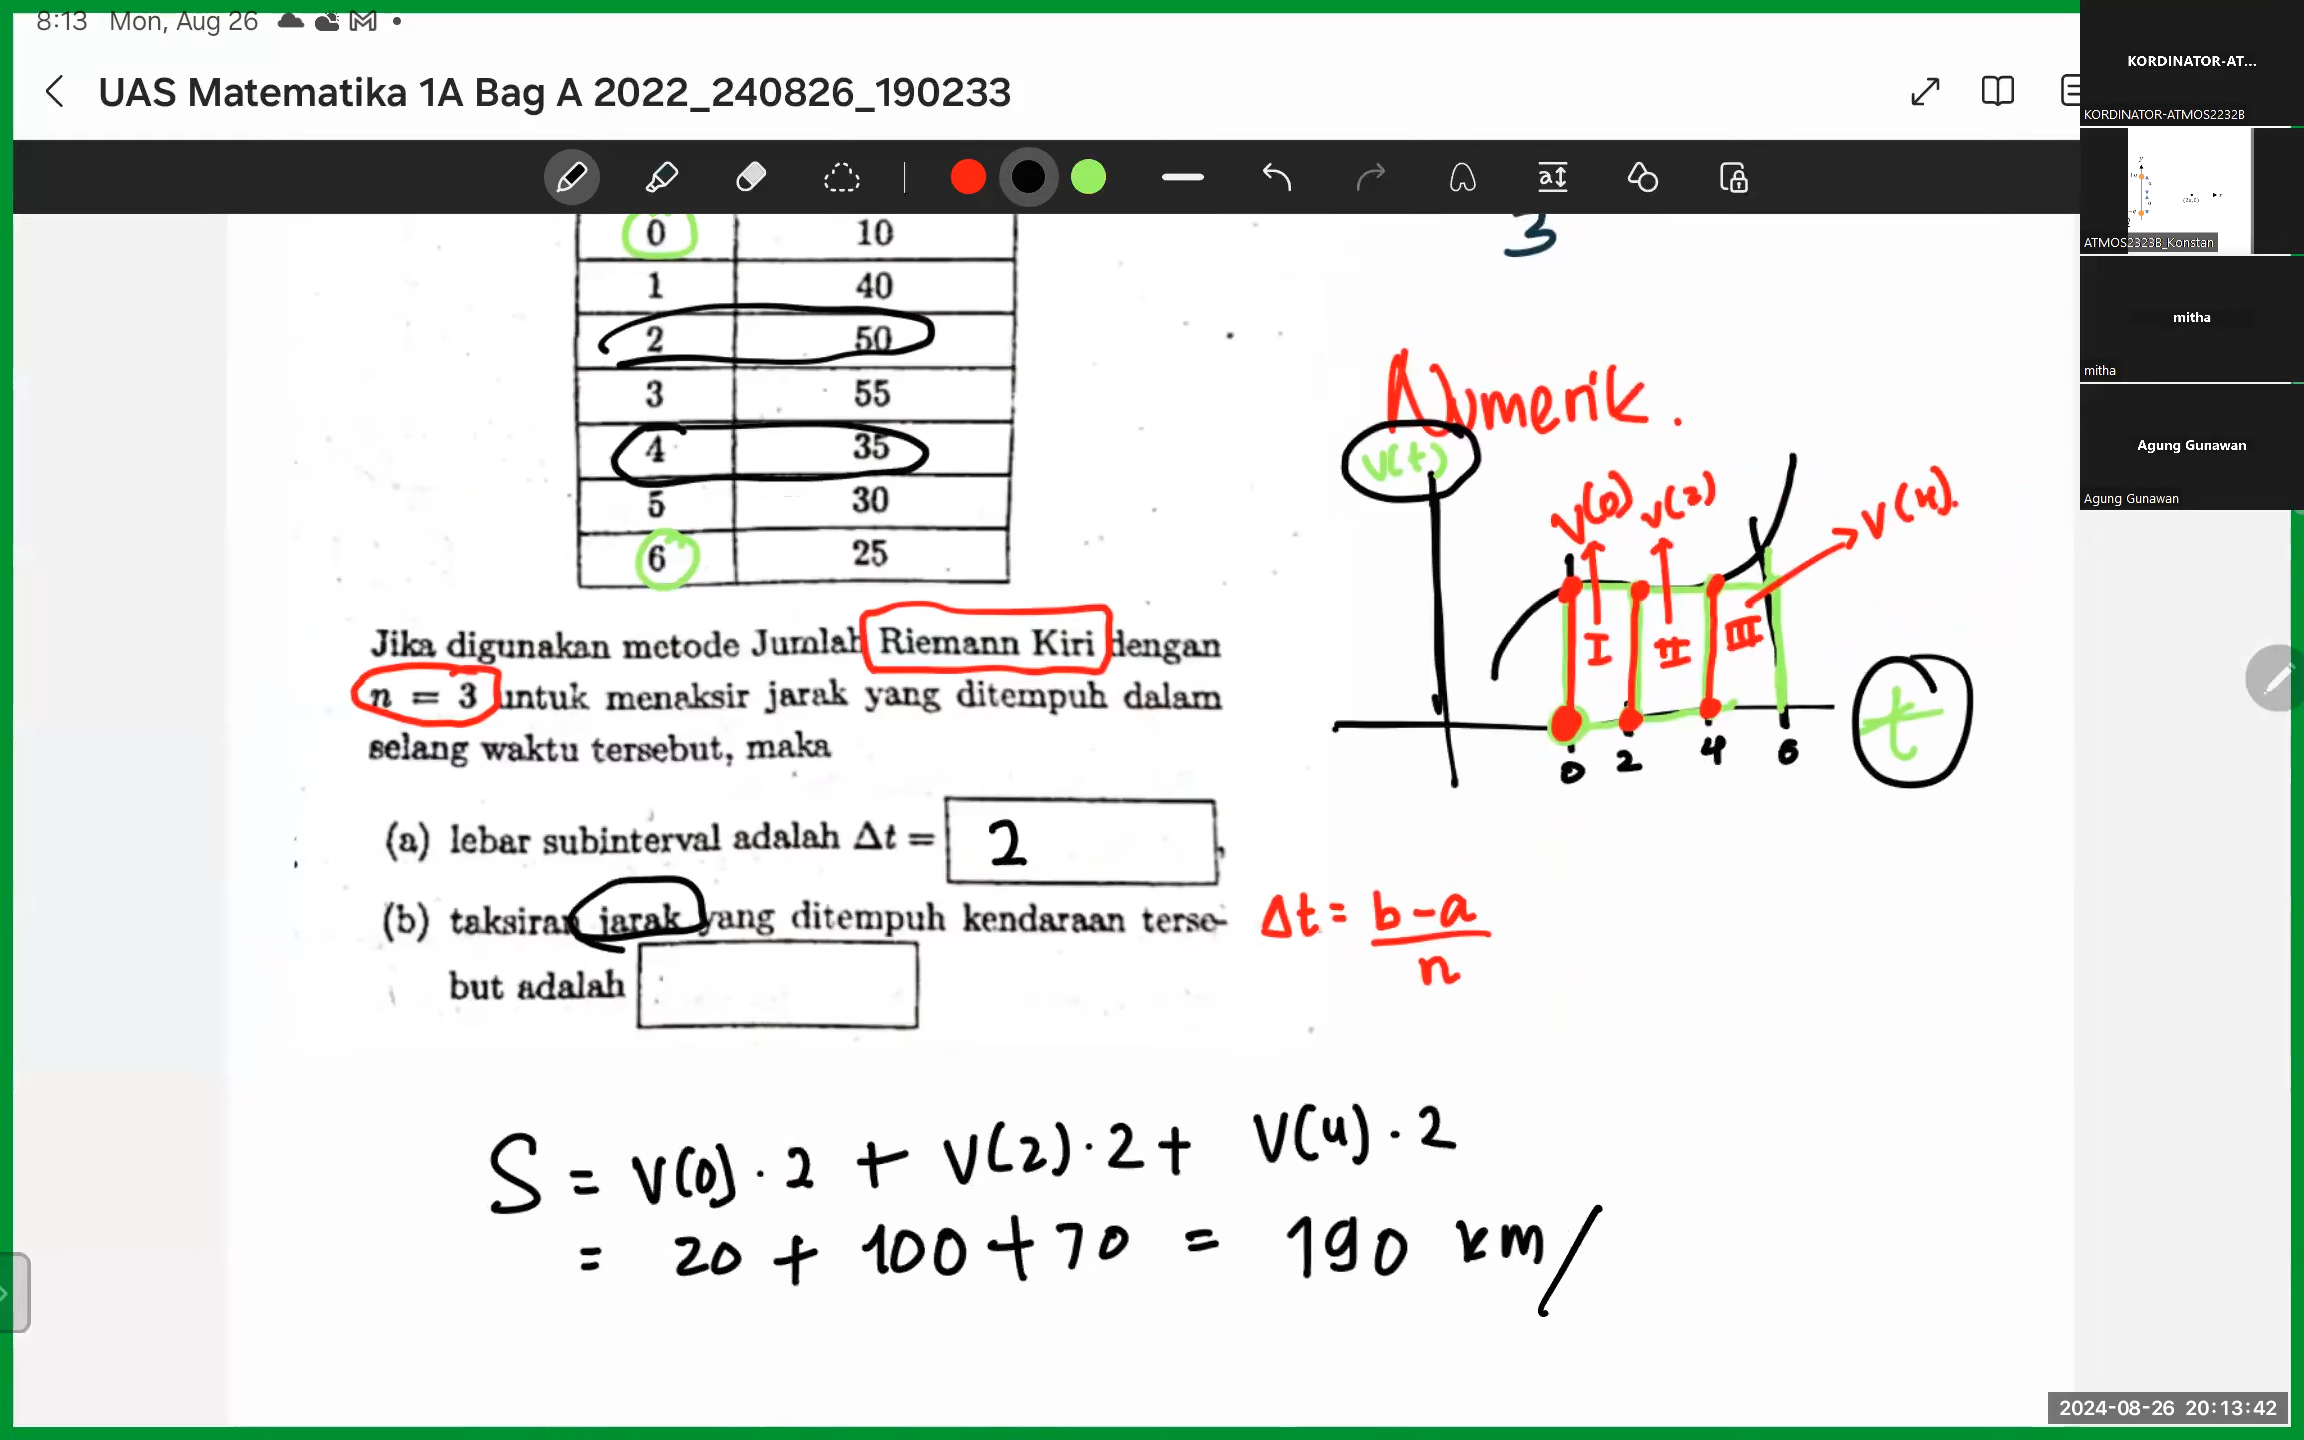 8:13 Mon, Aug 26
UAS Matematika 1A Bag A 2022_240826_190233
0 10
1 40
2 50
3 55
4 35
5 30
6 25
Jika digunakan metode Jumlah Riemann Kiri dengan
n = 3 untuk menaksir jarak yang ditempuh dalam
selang waktu tersebut, maka
(a) lebar subinterval adalah Δt = 2 ,
(b) taksiran jarak yang ditempuh kendaraan terse-
but adalah
S = V(0) · 2 + V(2) · 2 + V(4) · 2
= 20 + 100 + 70 = 190 km
3
Numerik.
V(t)
V(0) V(2) V(4).
I II III
0 2 4 6
t
Δt = b-a
n
KORDINATOR-AT...
KORDINATOR-ATMOS2232B
ATMOS2323B_Konstan
mitha
mitha
Agung Gunawan
Agung Gunawan
2024-08-26 20:13:42